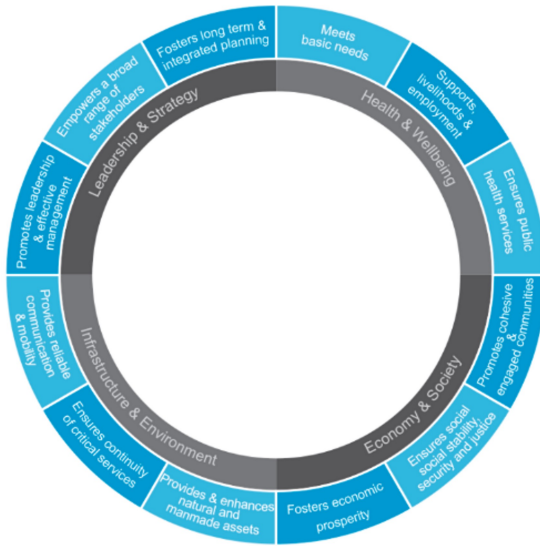 Meets
basic needs
Supports,
livelihoods &
employment
Ensures public
health services
Promotes cohesive
&
engaged communities
Ensures social
social stability,
security and justice
Fosters economic
prosperity
Provides & enhances
natural and
manmade assets
Ensures continuity
of critical services
Provides reliable
communication
& mobility
Promotes leadership
& effective
management
Empowers a broad
range of
stakeholders
Fosters long term &
integrated planning
Health & Wellbeing
Economy & Society
Infrastructure & Environment
Leadership & Strategy